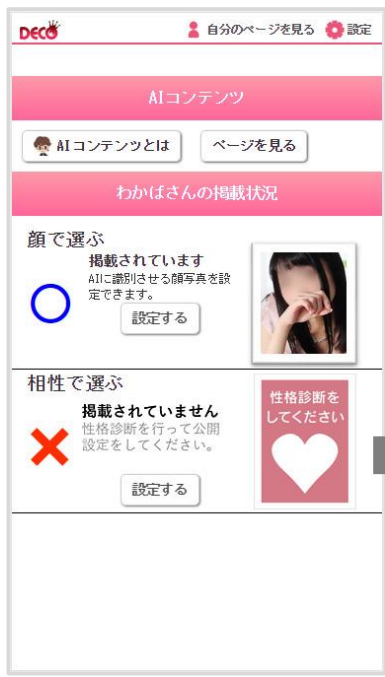 DECO
自分のページを見る
設定
AIコンテンツ
AIコンテンツとは
ページを見る
わかばさんの掲載状況
顔で選ぶ
掲載されています
AIに識別させる顔写真を設
定できます。
設定する
相性で選ぶ
掲載されていません
性格診断を行って公開
設定をしてください。
設定する
性格診断を
してください